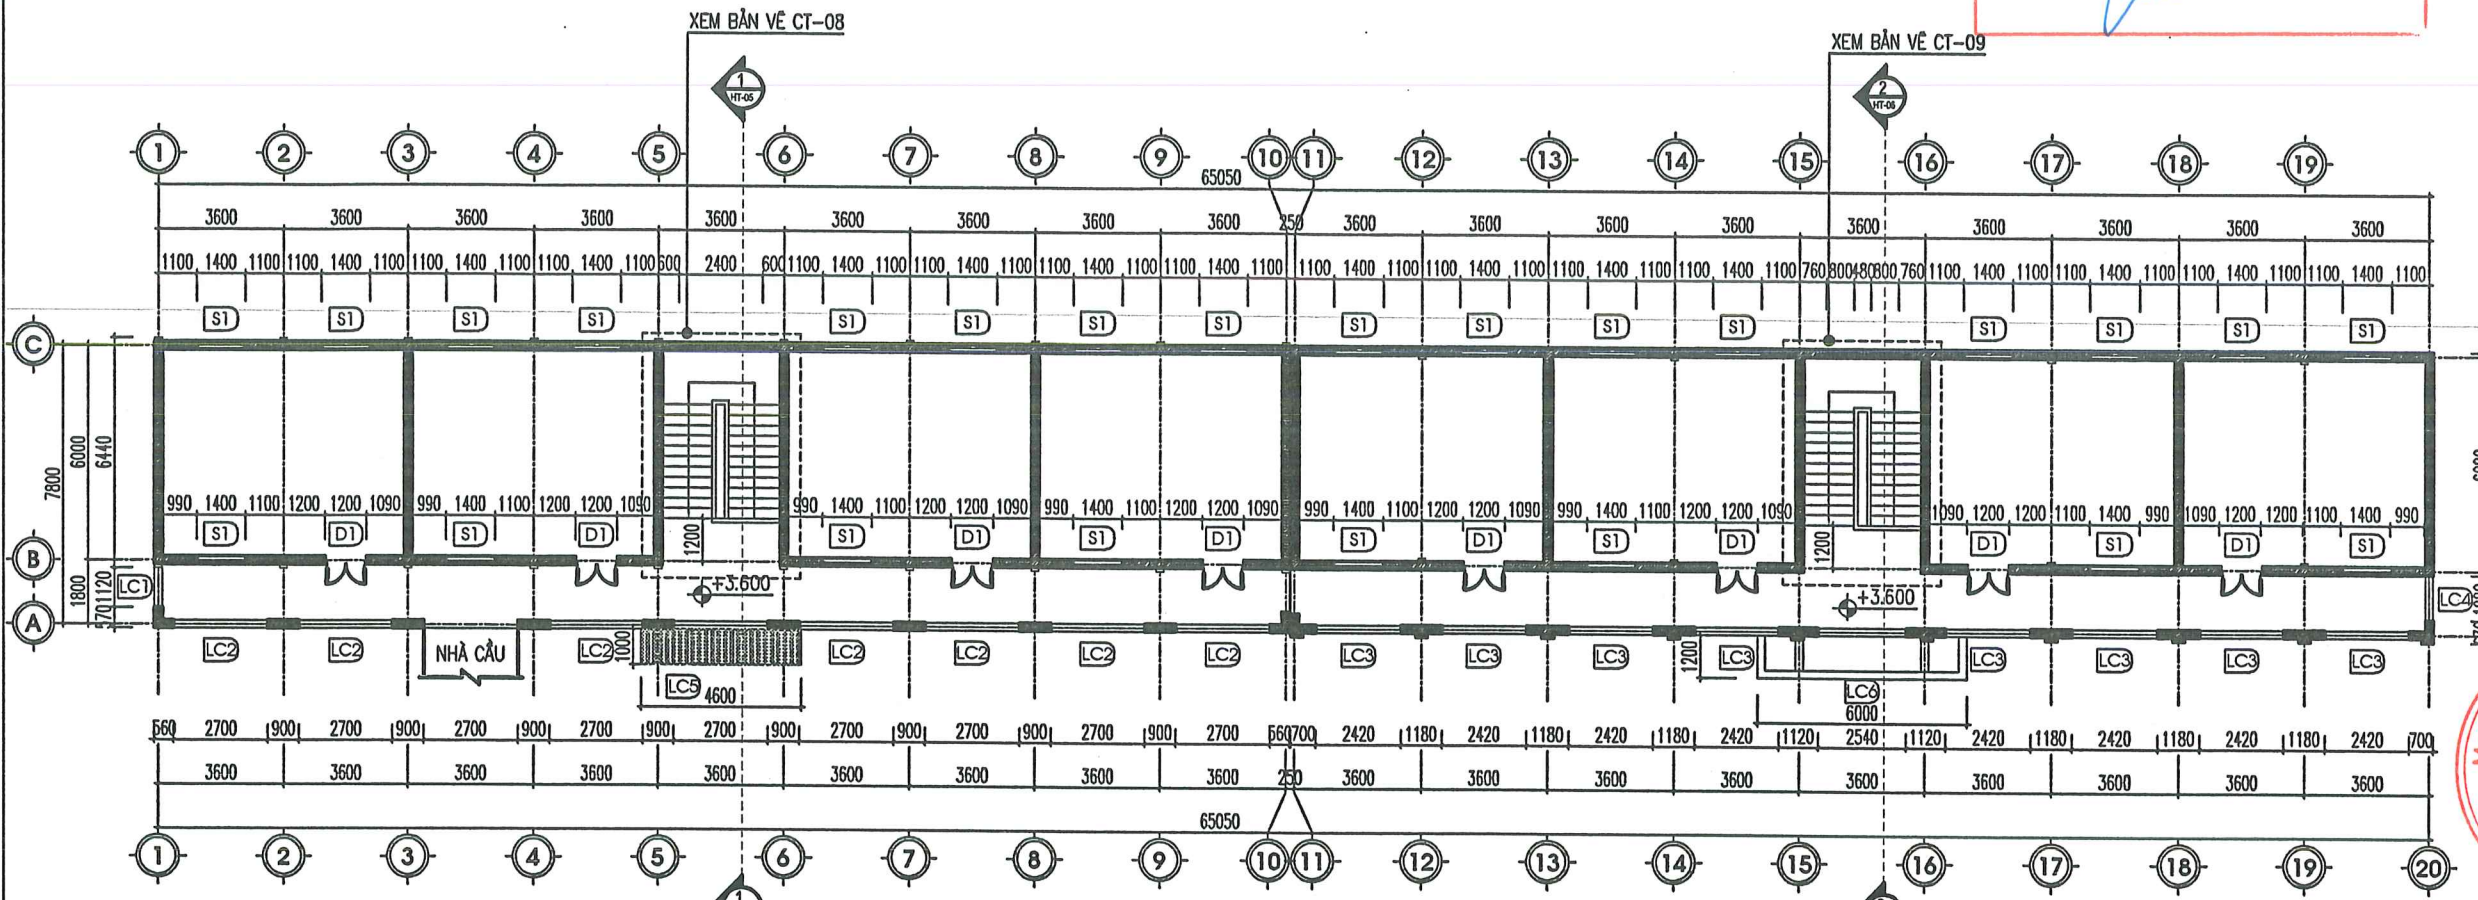 XEM BẢN VẼ CT-08
XEM BẢN VẼ CT-09
1
HT-05
2
HT-06
1 2 3 4 5 6 7 8 9 10 11 12 13 14 15 16 17 18 19
65050
3600 3600 3600 3600 3600 3600 3600 3600 3600 250 3600 3600 3600 3600 3600 3600 3600 3600 3600
1100 1400 1100 1100 1400 1100 1100 1400 1100 1100 1400 1100 600 2400 600 1100 1400 1100 1100 1400 1100 1100 1400 1100 1100 1400 1100 1100 1400 1100 1100 1400 1100 1100 1400 1100 1100 1400 1100 760 800 480 800 760 1100 1400 1100 1100 1400 1100 1100 1400 1100 1100 1400 1100
S1 S1 S1 S1 S1 S1 S1 S1 S1 S1 S1 S1 S1 S1 S1 S1
C
7800
6000
6440
990 1400 1100 1200 1200 1090 990 1400 1100 1200 1200 1090 990 1400 1100 1200 1200 1090 990 1400 1100 1200 1200 1090 990 1400 1100 1200 1200 1090 990 1400 1100 1200 1200 1090 1090 1200 1200 1100 1400 990 1090 1200 1200 1100 1400 990
S1 D1 S1 D1 1200 S1 D1 S1 D1 S1 D1 S1 D1 1200 D1 S1 D1 S1
B
1800
1120
LC1
+3.600
+3.600
LC4
A
LC2 LC2 NHÀ CẦU LC2 1000 LC2 LC2 LC2 LC2 LC3 LC3 LC3 1200 LC3 LC3 LC3 LC3 LC3
LC5 4600
LC6
6000
560 2700 900 2700 900 2700 900 2700 900 2700 900 2700 900 2700 900 2700 900 2700 560 700 2420 1180 2420 1180 2420 1180 2420 1120 2540 1120 2420 1180 2420 1180 2420 1180 2420 700
3600 3600 3600 3600 3600 3600 3600 3600 3600 250 3600 3600 3600 3600 3600 3600 3600 3600 3600
65050
1 2 3 4 5 6 7 8 9 10 11 12 13 14 15 16 17 18 19 20
1